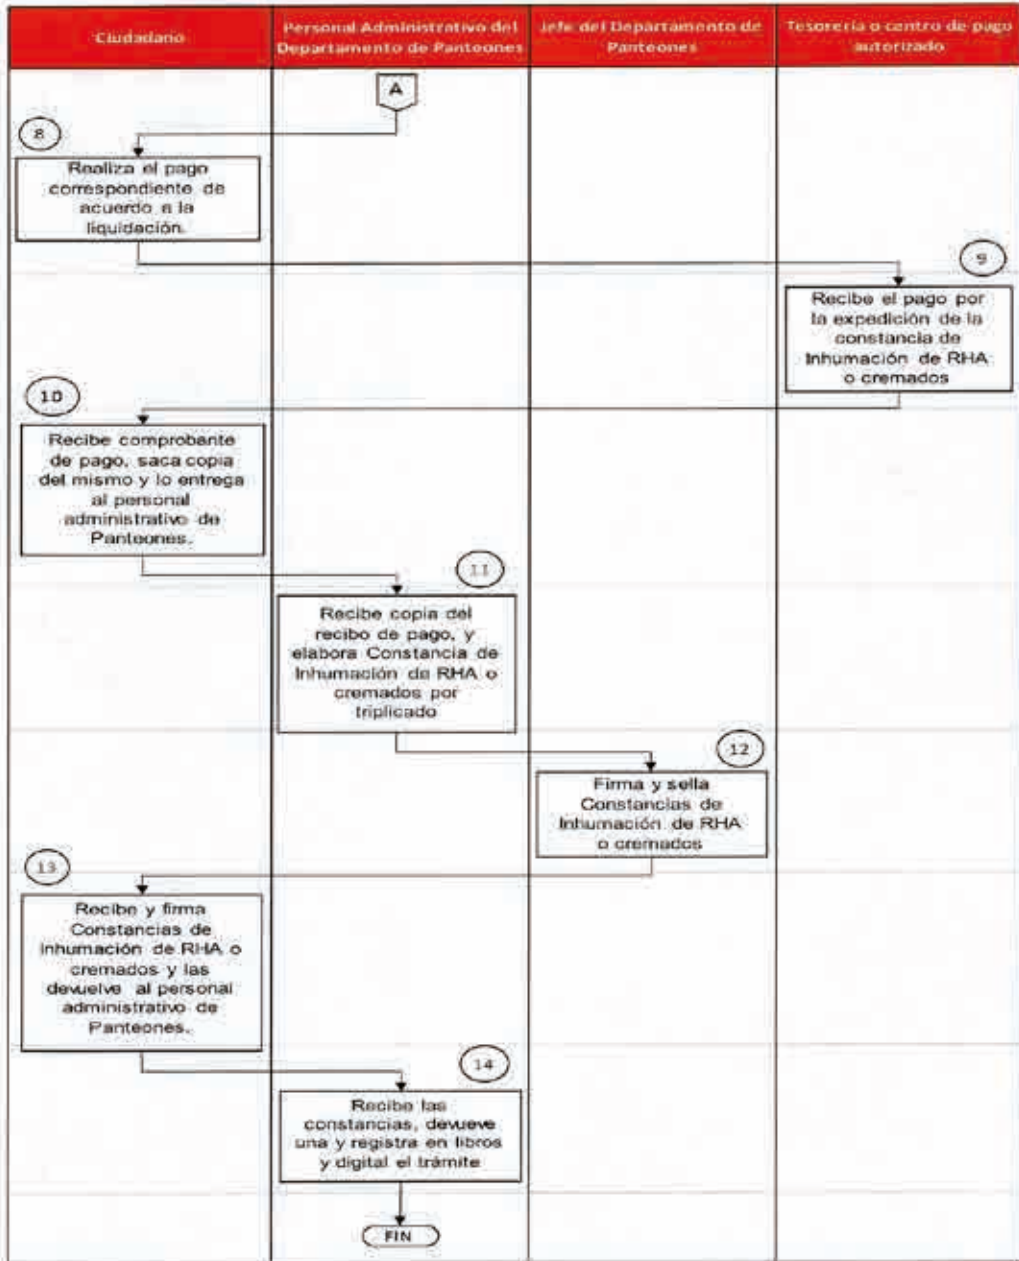 Ciudadano
Personal Administrativo del
Departamento de Panteones
Jefe del Departamento de
Panteones
Tesorería o centro de pago
autorizado
A
8
Realiza el pago
correspondiente de
acuerdo a la
liquidación.
9
Recibe el pago por
la expedición de la
constancia de
Inhumación de RHA
o cremados
10
Recibe comprobante
de pago, saca copia
del mismo y lo entrega
al personal
administrativo de
Panteones.
11
Recibe copia del
recibo de pago, y
elabora Constancia de
Inhumación de RHA o
cremados por
triplicado
12
Firma y sella
Constancias de
Inhumación de RHA
o cremados
13
Recibe y firma
Constancias de
Inhumación de RHA o
cremados y las
devuelve al personal
administrativo de
Panteones.
14
Recibe las
constancias, devueve
una y registra en libros
y digital el trámite
FIN